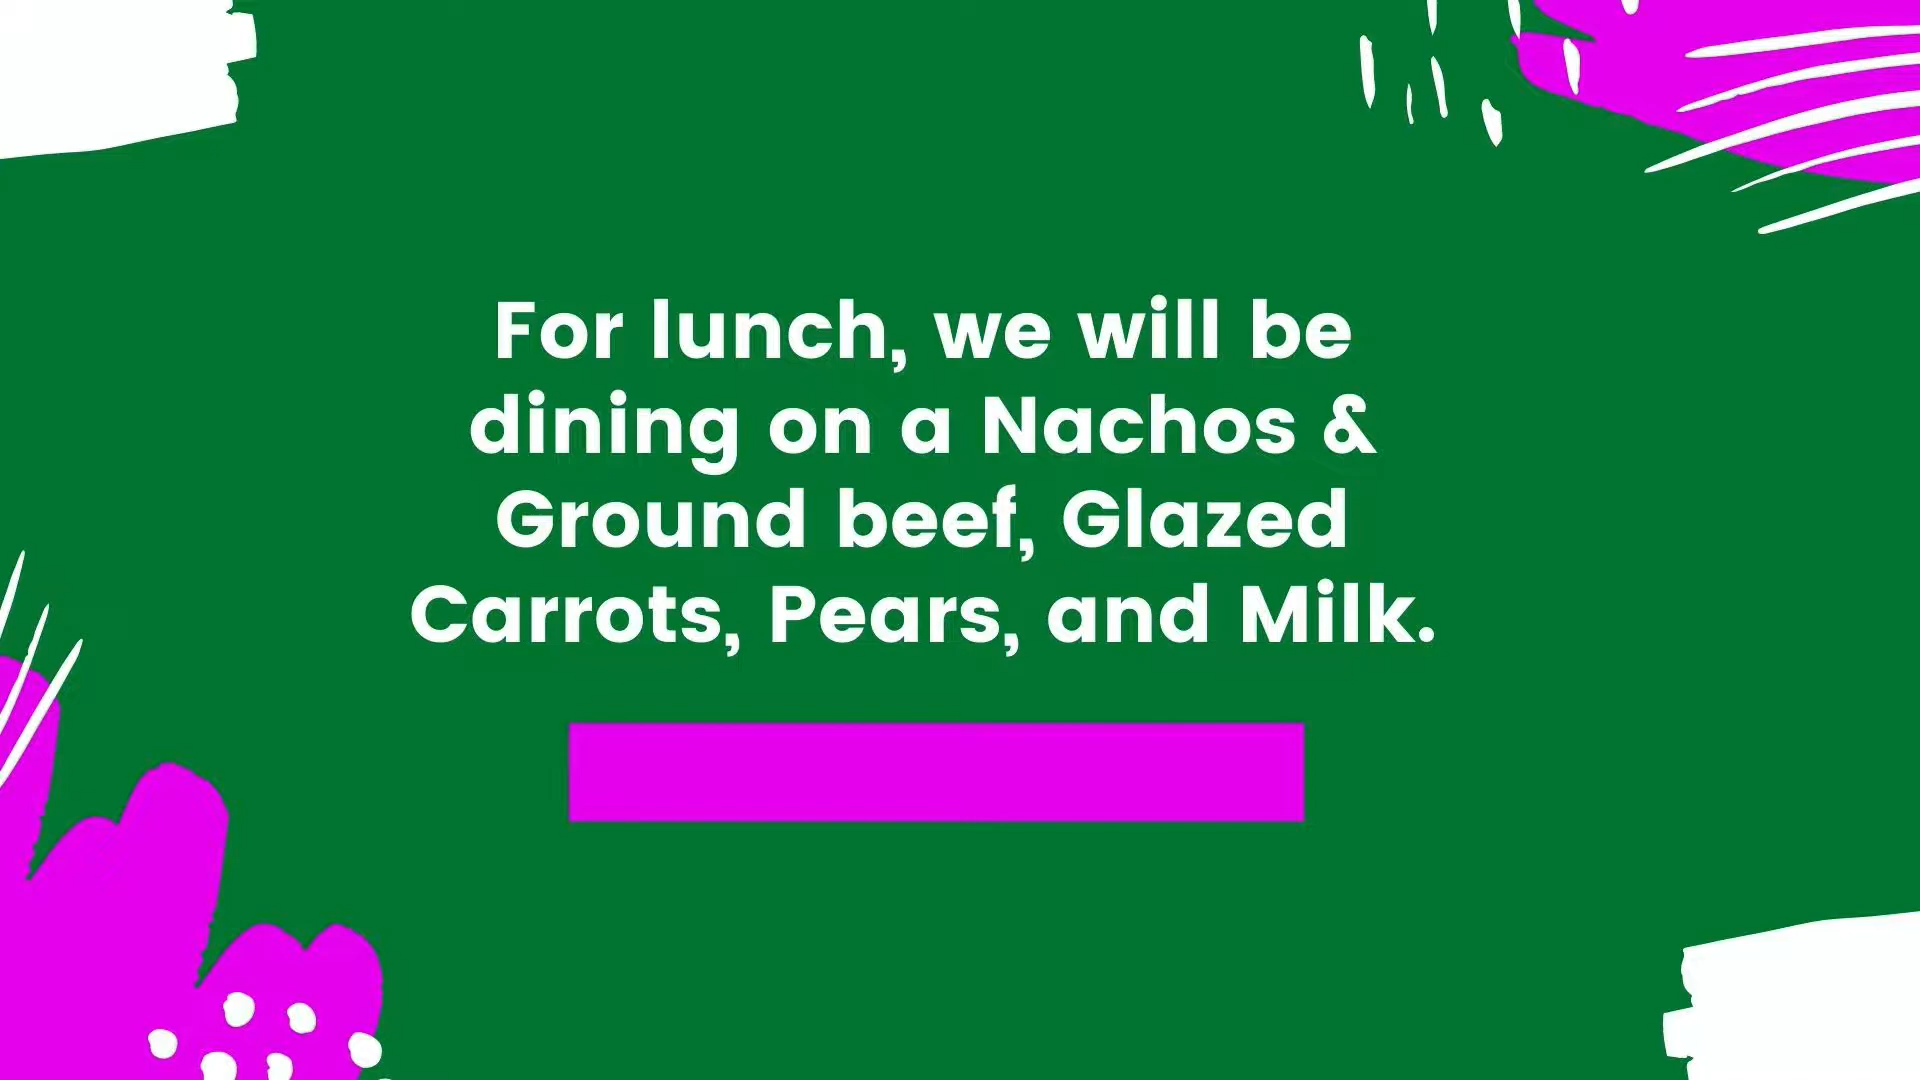 For lunch, we will be
dining on a Nachos &
Ground beef, Glazed
Carrots, Pears, and Milk.